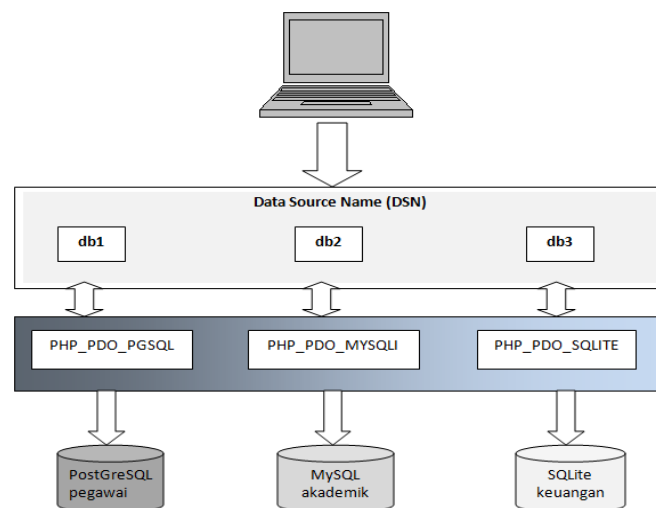 Data Source Name (DSN)
db1
db2
db3
PHP_PDO_PGSQL
PHP_PDO_MYSQLI
PHP_PDO_SQLITE
PostGreSQL
pegawai
MySQL
akademik
SQLite
keuangan